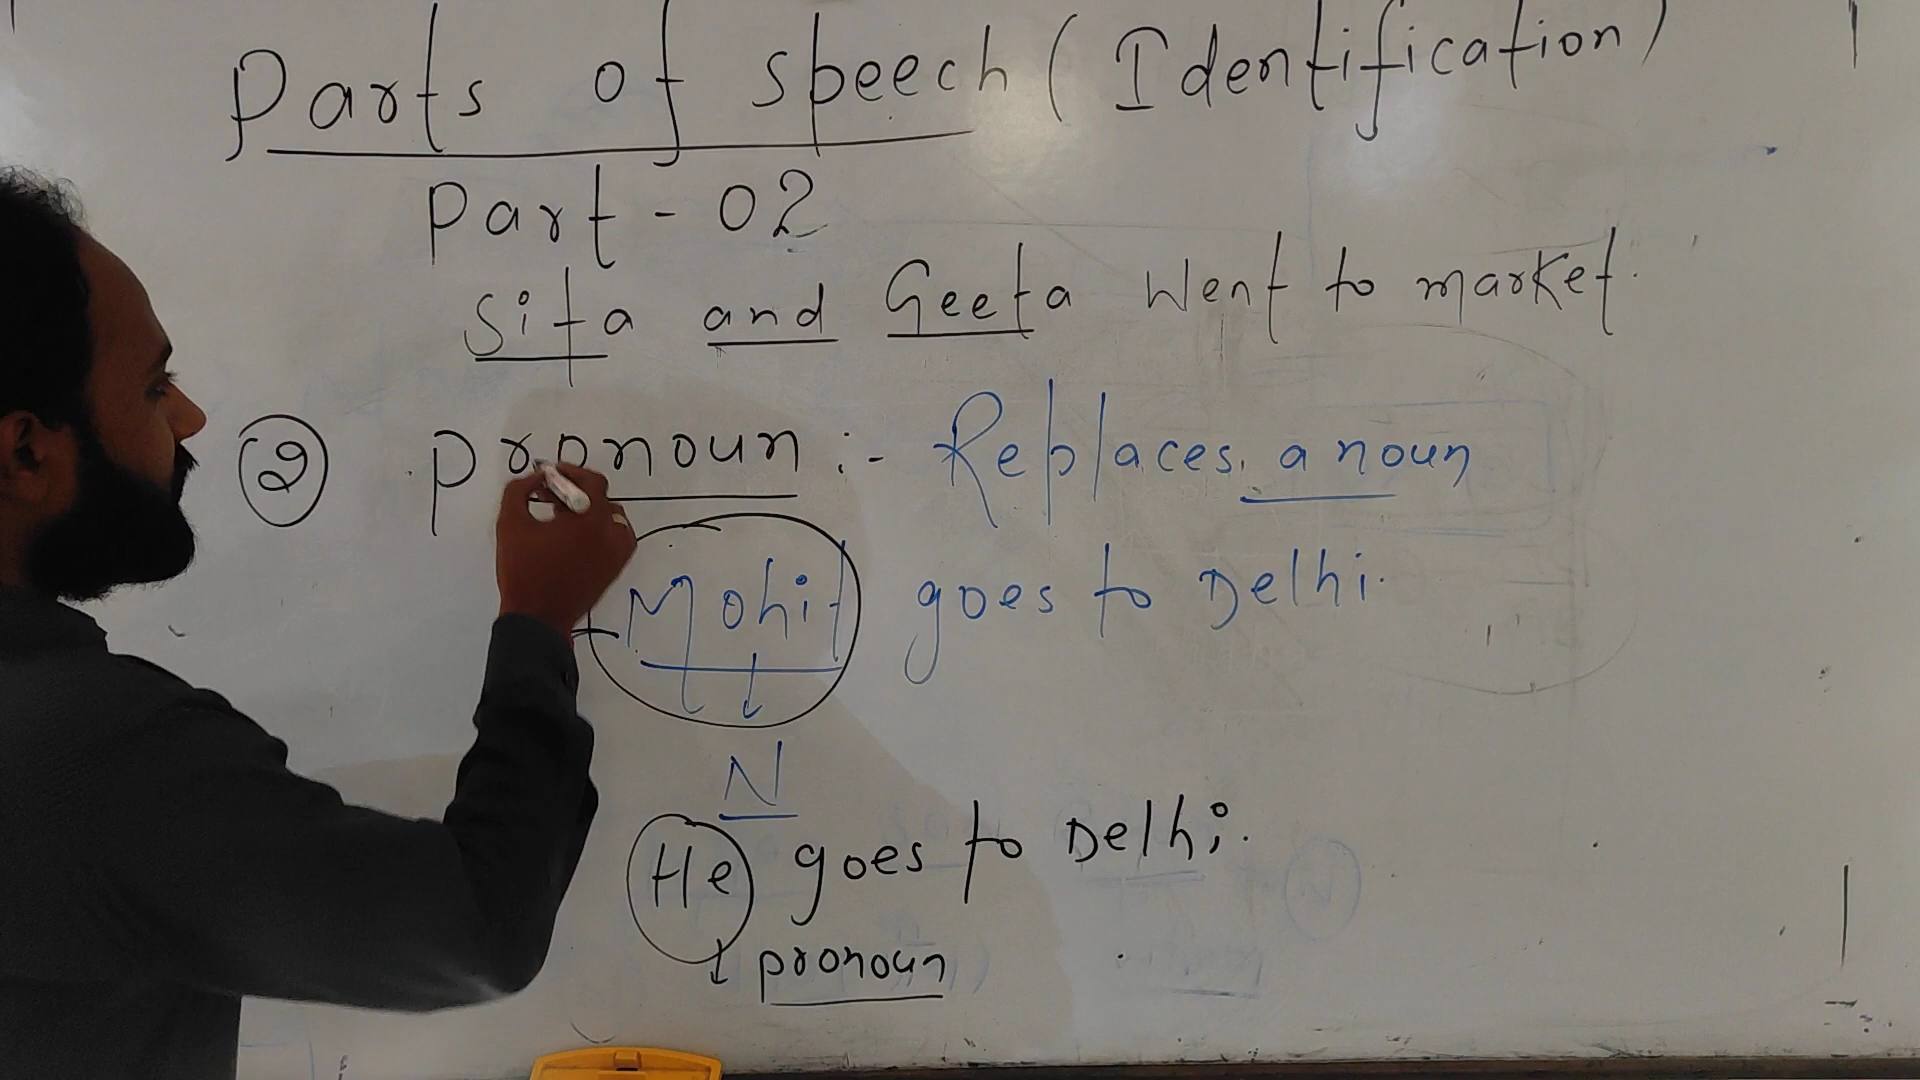 Parts of speech (Identification)
Part - 02
Sita and Geeta Went to market.
2 Pronoun :- Replaces a noun
Mohit goes to Delhi.
N
He goes to Delhi.
pronoun